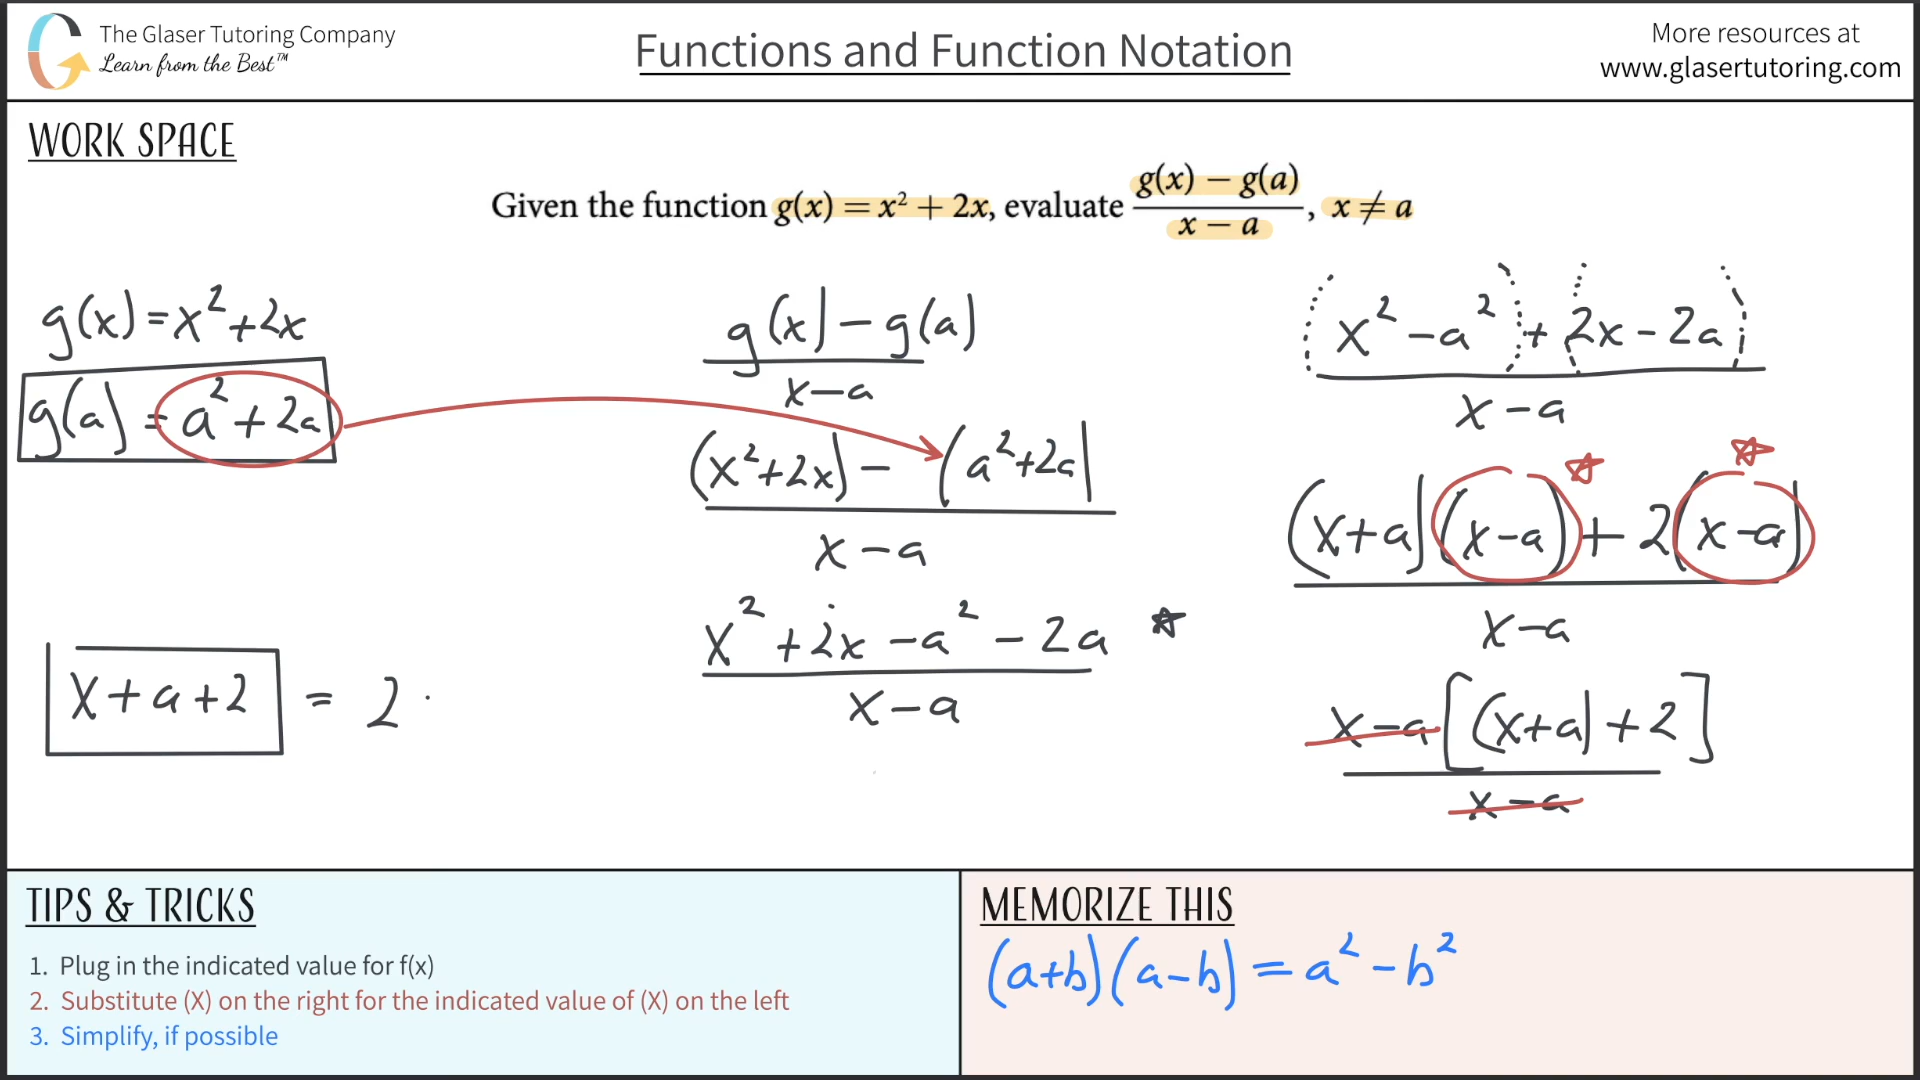 The Glaser Tutoring Company
Learn from the Best™
Functions and Function Notation
More resources at
www.glasertutoring.com
WORK SPACE
Given the function g(x) = x² + 2x, evaluate (g(x) − g(a))/(x − a), x ≠ a
g(x) = x² + 2x
g(a) = a² + 2a
x + a + 2 = 2 ·
g(x) − g(a)
x − a
(x² + 2x) − (a² + 2a)
x − a
x² + 2x − a² − 2a ☆
x − a
(x² − a²) + (2x − 2a)
x − a
(x + a)(x − a) + 2(x − a)
x − a
x − a[(x + a) + 2]
x − a
TIPS & TRICKS
1. Plug in the indicated value for f(x)
2. Substitute (X) on the right for the indicated value of (X) on the left
3. Simplify, if possible
MEMORIZE THIS
(a+b)(a−b) = a² − b²